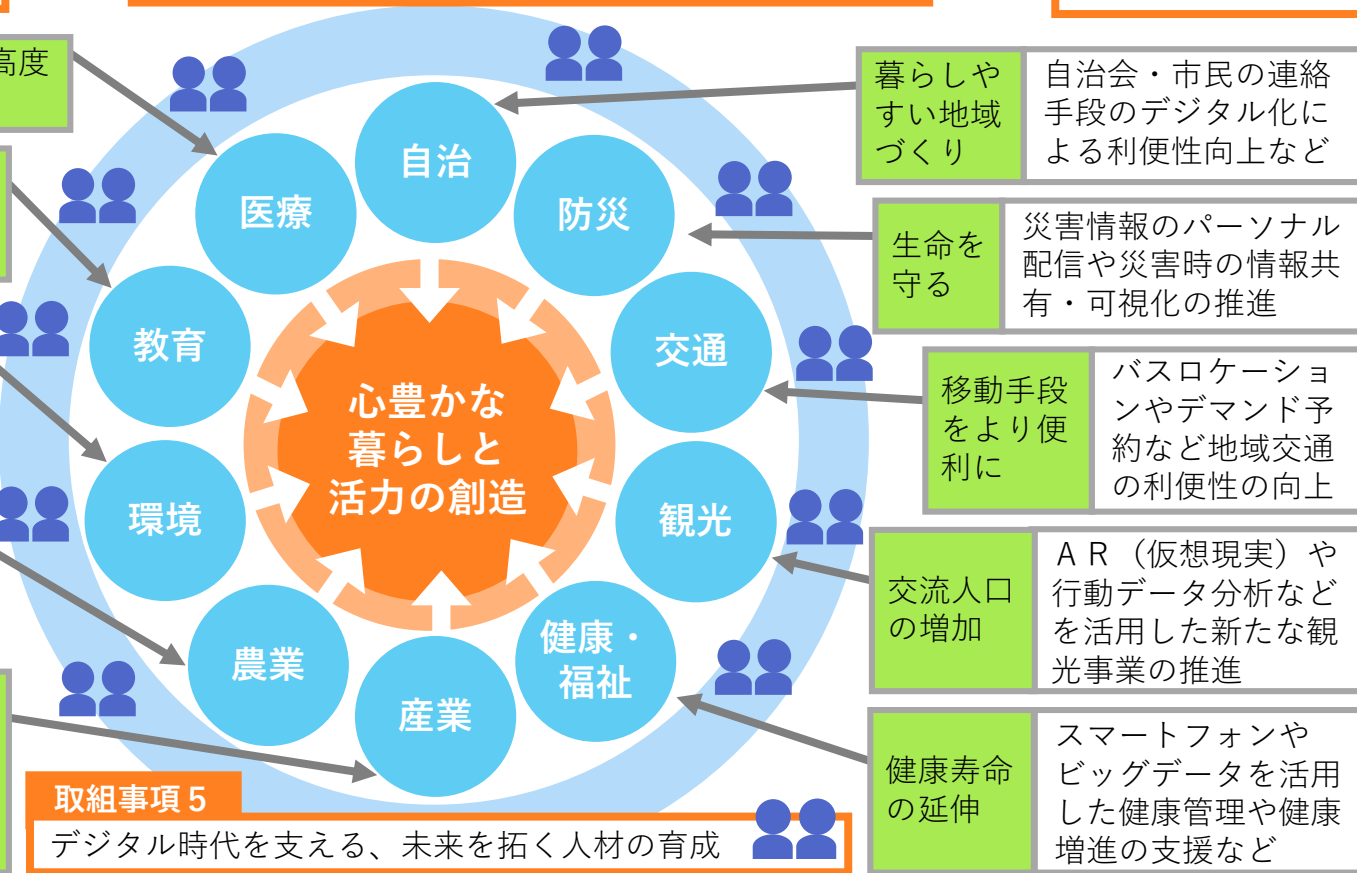 高度
自治
医療
防災
教育
交通
心豊かな
暮らしと
活力の創造
環境
観光
農業
健康・
福祉
産業
暮らしや
すい地域
づくり
自治会・市民の連絡
手段のデジタル化に
よる利便性向上など
生命を
守る
災害情報のパーソナル
配信や災害時の情報共
有・可視化の推進
移動手段
をより便
利に
バスロケーショ
ンやデマンド予
約など地域交通
の利便性の向上
交流人口
の増加
ＡＲ（仮想現実）や
行動データ分析など
を活用した新たな観
光事業の推進
健康寿命
の延伸
スマートフォンや
ビッグデータを活用
した健康管理や健康
増進の支援など
取組事項５
デジタル時代を支える、未来を拓く人材の育成